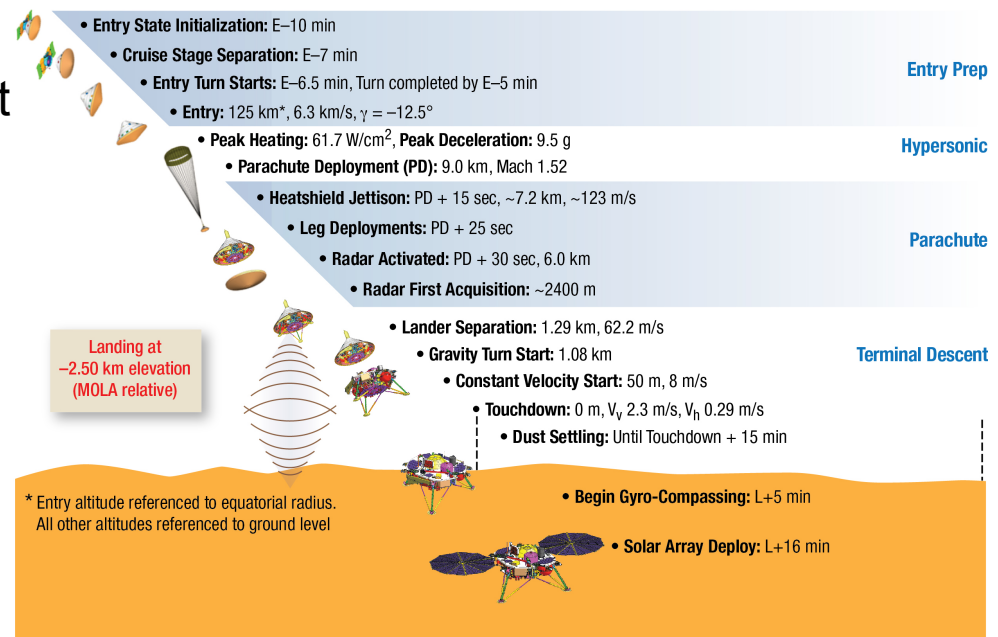 t
• Entry State Initialization: E–10 min
• Cruise Stage Separation: E–7 min
• Entry Turn Starts: E–6.5 min, Turn completed by E–5 min
• Entry: 125 km*, 6.3 km/s, γ = –12.5°
Entry Prep
• Peak Heating: 61.7 W/cm², Peak Deceleration: 9.5 g
• Parachute Deployment (PD): 9.0 km, Mach 1.52
Hypersonic
• Heatshield Jettison: PD + 15 sec, ~7.2 km, ~123 m/s
• Leg Deployments: PD + 25 sec
• Radar Activated: PD + 30 sec, 6.0 km
• Radar First Acquisition: ~2400 m
Parachute
• Lander Separation: 1.29 km, 62.2 m/s
• Gravity Turn Start: 1.08 km
• Constant Velocity Start: 50 m, 8 m/s
• Touchdown: 0 m, Vᵥ 2.3 m/s, Vₕ 0.29 m/s
• Dust Settling: Until Touchdown + 15 min
Terminal Descent
Landing at
–2.50 km elevation
(MOLA relative)
* Entry altitude referenced to equatorial radius.
All other altitudes referenced to ground level
• Begin Gyro-Compassing: L+5 min
• Solar Array Deploy: L+16 min